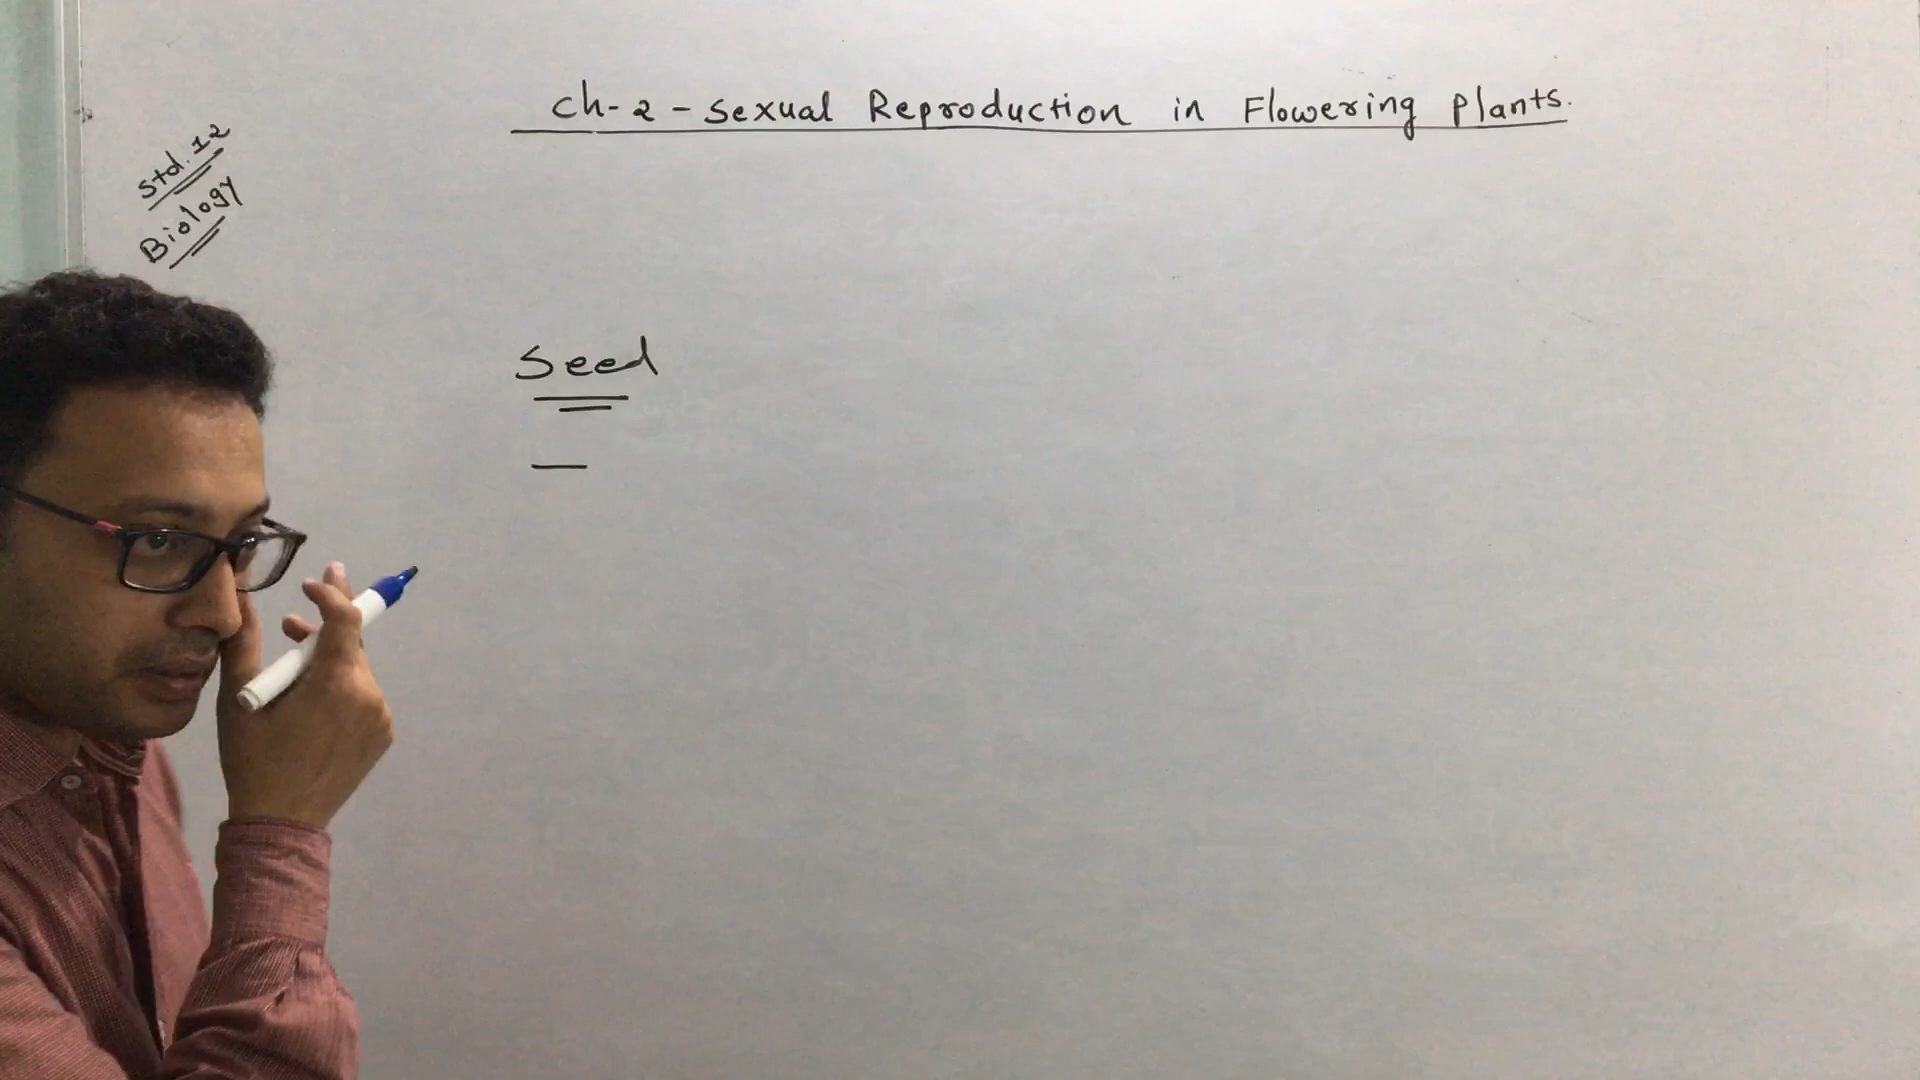 Ch-2 - Sexual Reproduction in Flowering Plants.
Std. 12
Biology
Seed